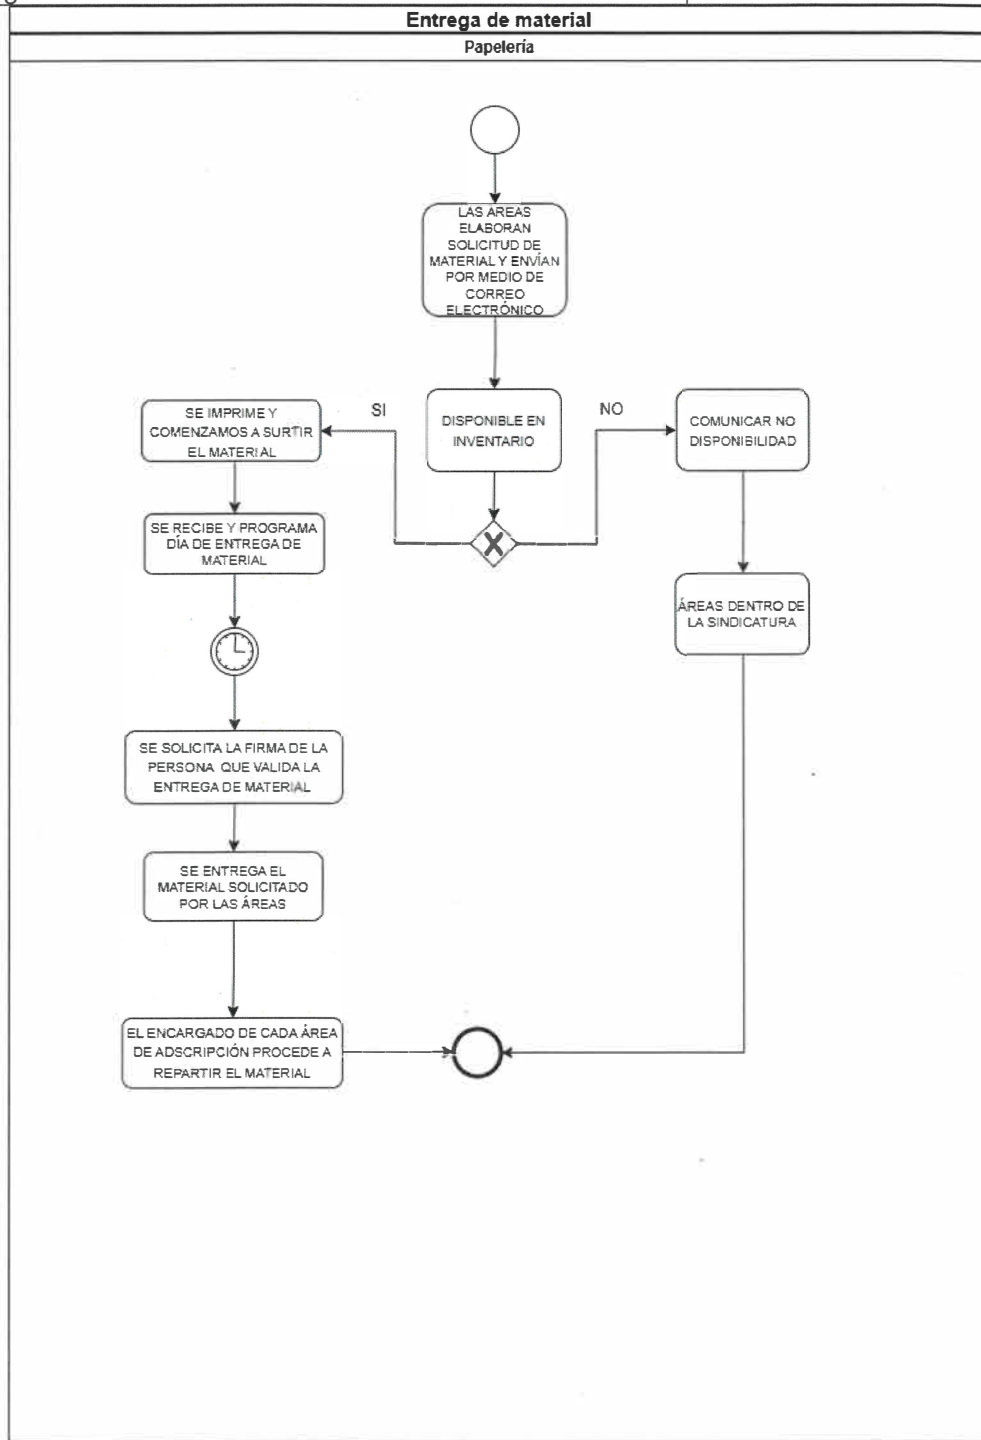 Entrega de material
Papelería
LAS AREAS
ELABORAN
SOLICITUD DE
MATERIAL Y ENVÍAN
POR MEDIO DE
CORREO
ELECTRÓNICO
DISPONIBLE EN
INVENTARIO
SI
NO
SE IMPRIME Y
COMENZAMOS A SURTIR
EL MATERIAL
COMUNICAR NO
DISPONIBILIDAD
SE RECIBE Y PROGRAMA
DÍA DE ENTREGA DE
MATERIAL
ÁREAS DENTRO DE
LA SINDICATURA
SE SOLICITA LA FIRMA DE LA
PERSONA QUE VALIDA LA
ENTREGA DE MATERIAL
SE ENTREGA EL
MATERIAL SOLICITADO
POR LAS ÁREAS
EL ENCARGADO DE CADA ÁREA
DE ADSCRIPCIÓN PROCEDE A
REPARTIR EL MATERIAL